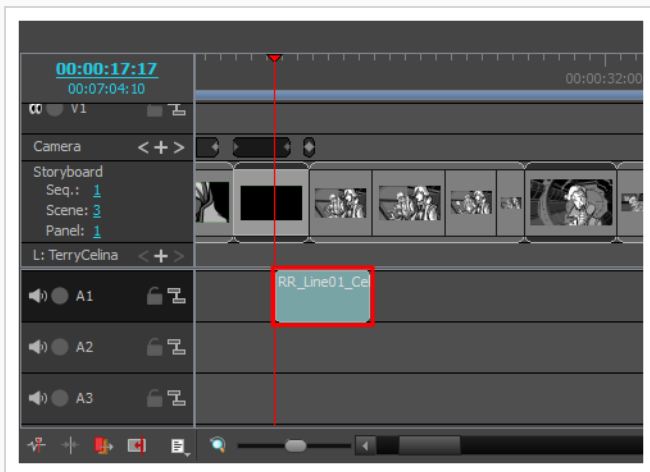 00:00:17:17
00:07:04:10
00:00:32:00
V1
Camera
Storyboard
Seq.: 1
Scene: 3
Panel: 1
L: TerryCelina
A1
RR_Line01_Cel
A2
A3